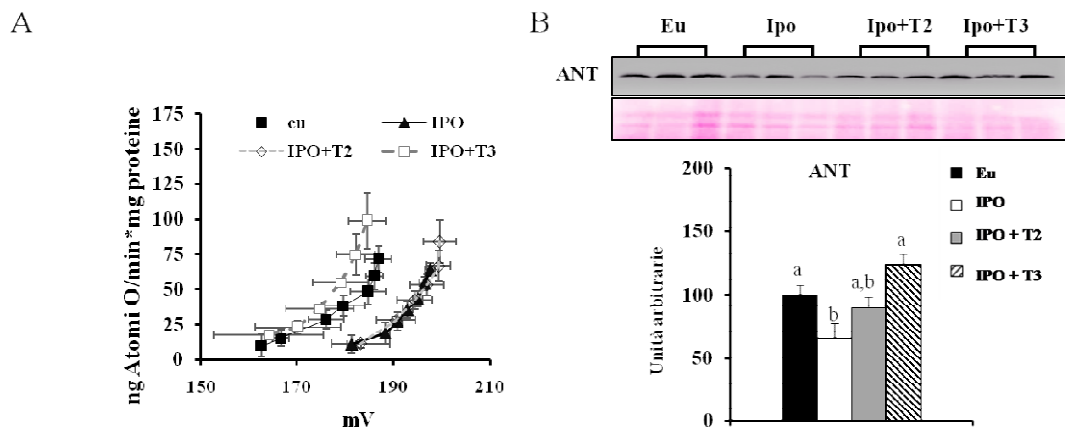 A
ng Atomi O/min*mg proteine
175
150
125
100
75
50
25
0
eu
IPO
IPO+T2
IPO+T3
150
170
190
210
mV
B
Eu
Ipo
Ipo+T2
Ipo+T3
ANT
ANT
Unità arbitrarie
200
150
100
50
0
a
b
a,b
a
Eu
IPO
IPO + T2
IPO + T3